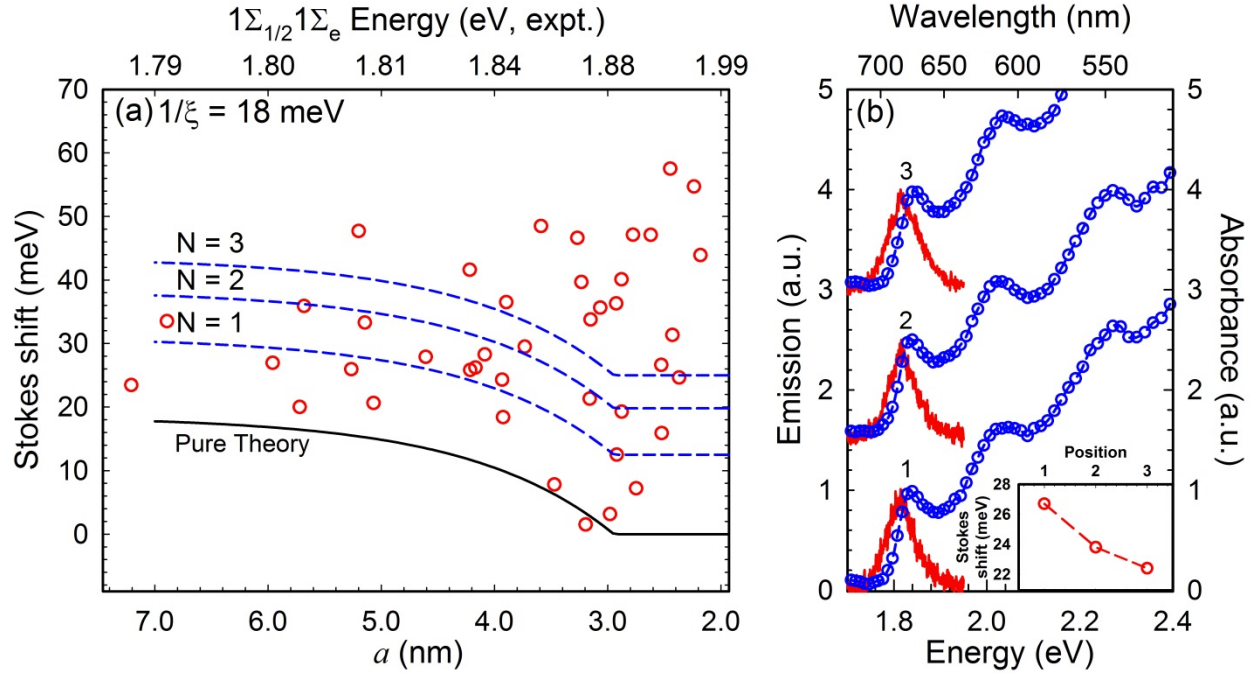 1Σ1/21Σe Energy (eV, expt.)
1.79 1.80 1.81 1.84 1.88 1.99
(a) 1/ξ = 18 meV
Stokes shift (meV)
70
60
50
40
30
20
10
0
N = 3
N = 2
N = 1
Pure Theory
7.0 6.0 5.0 4.0 3.0 2.0
a (nm)
Wavelength (nm)
700 650 600 550
(b)
Emission (a.u.)
5
4
3
2
1
0
3
2
1
5
4
3
2
1
0
Absorbance (a.u.)
1.8 2.0 2.2 2.4
Energy (eV)
Position
1 2 3
Stokes
shift (meV)
28
26
24
22